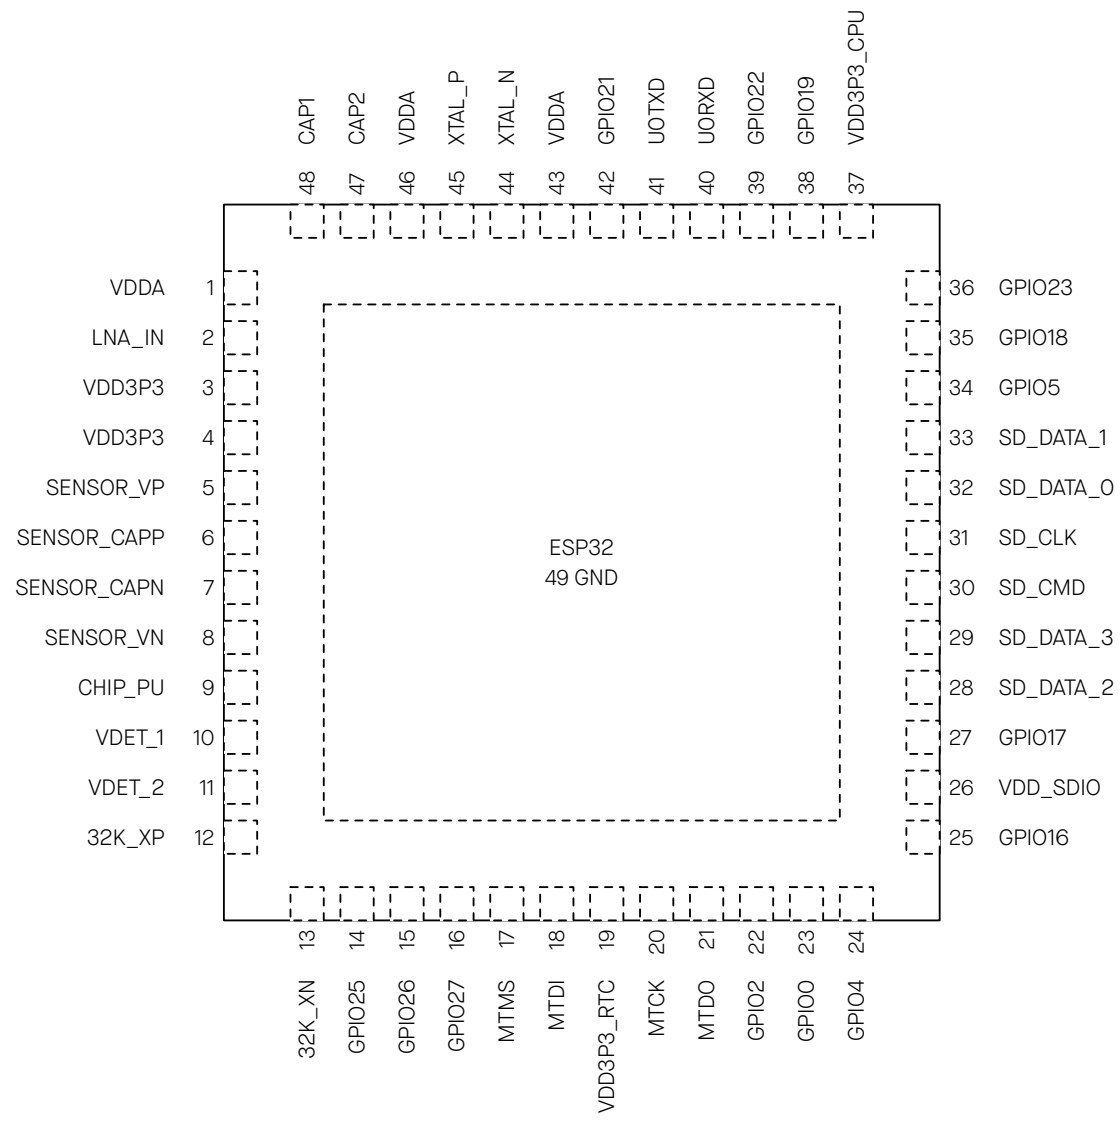 CAP1
CAP2
VDDA
XTAL_P
XTAL_N
VDDA
GPIO21
U0TXD
U0RXD
GPIO22
GPIO19
VDD3P3_CPU
48
47
46
45
44
43
42
41
40
39
38
37
VDDA 1
LNA_IN 2
VDD3P3 3
VDD3P3 4
SENSOR_VP 5
SENSOR_CAPP 6
SENSOR_CAPN 7
SENSOR_VN 8
CHIP_PU 9
VDET_1 10
VDET_2 11
32K_XP 12
ESP32
49 GND
36 GPIO23
35 GPIO18
34 GPIO5
33 SD_DATA_1
32 SD_DATA_0
31 SD_CLK
30 SD_CMD
29 SD_DATA_3
28 SD_DATA_2
27 GPIO17
26 VDD_SDIO
25 GPIO16
13
14
15
16
17
18
19
20
21
22
23
24
32K_XN
GPIO25
GPIO26
GPIO27
MTMS
MTDI
VDD3P3_RTC
MTCK
MTDO
GPIO2
GPIO0
GPIO4